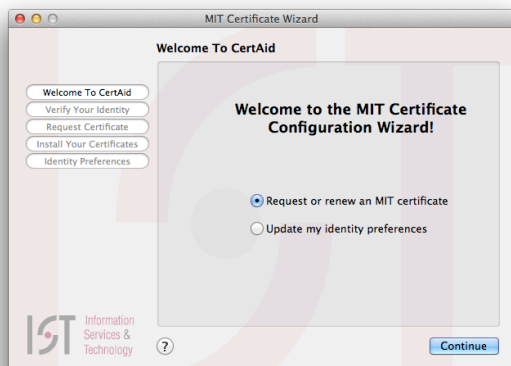 MIT Certificate Wizard
Welcome To CertAid
Welcome To CertAid
Verify Your Identity
Request Certificate
Install Your Certificates
Identity Preferences
Welcome to the MIT Certificate
Configuration Wizard!
Request or renew an MIT certificate
Update my identity preferences
IST
Information
Services &
Technology
?
Continue